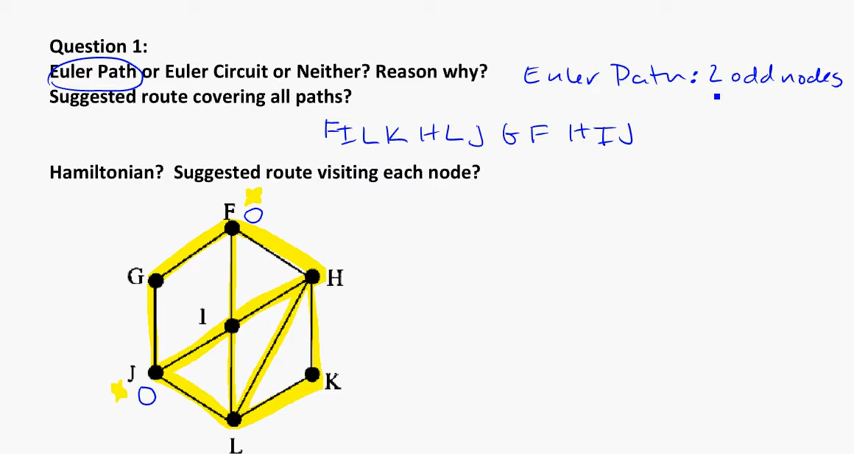 Question 1:
Euler Path or Euler Circuit or Neither? Reason why?
Euler Path: 2 odd nodes
Suggested route covering all paths?
F I L K H L J G F H I J
Hamiltonian? Suggested route visiting each node?
F O
G H
1
J K
O
L